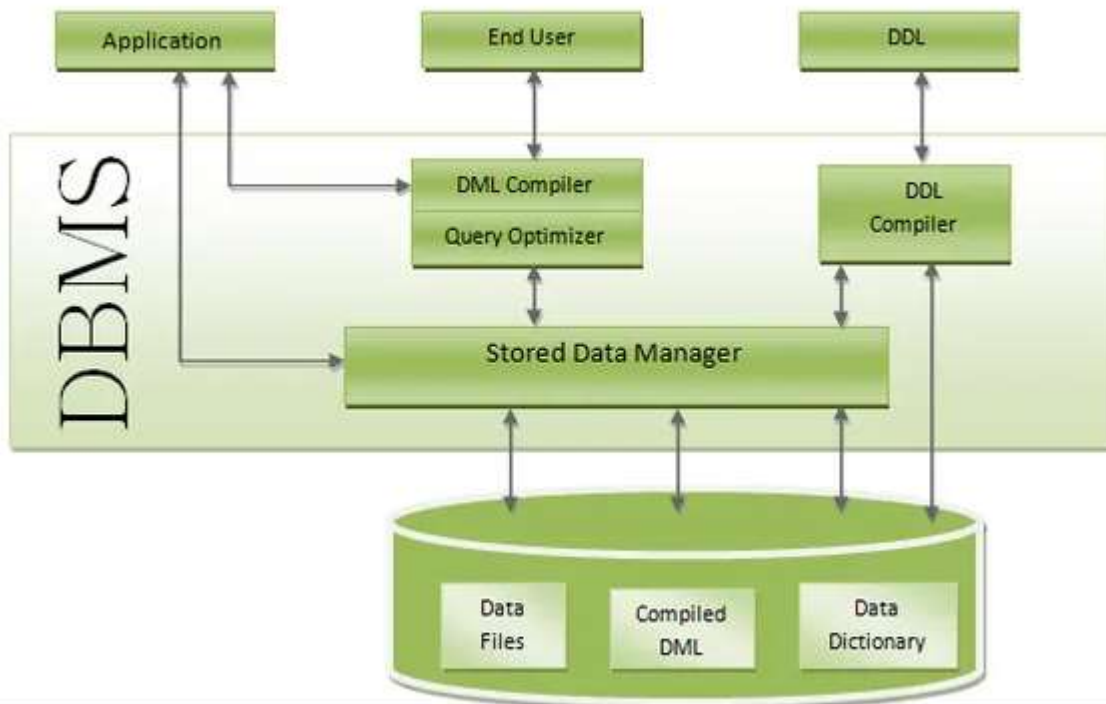 Application
End User
DDL
DBMS
DML Compiler
Query Optimizer
DDL
Compiler
Stored Data Manager
Data
Files
Compiled
DML
Data
Dictionary